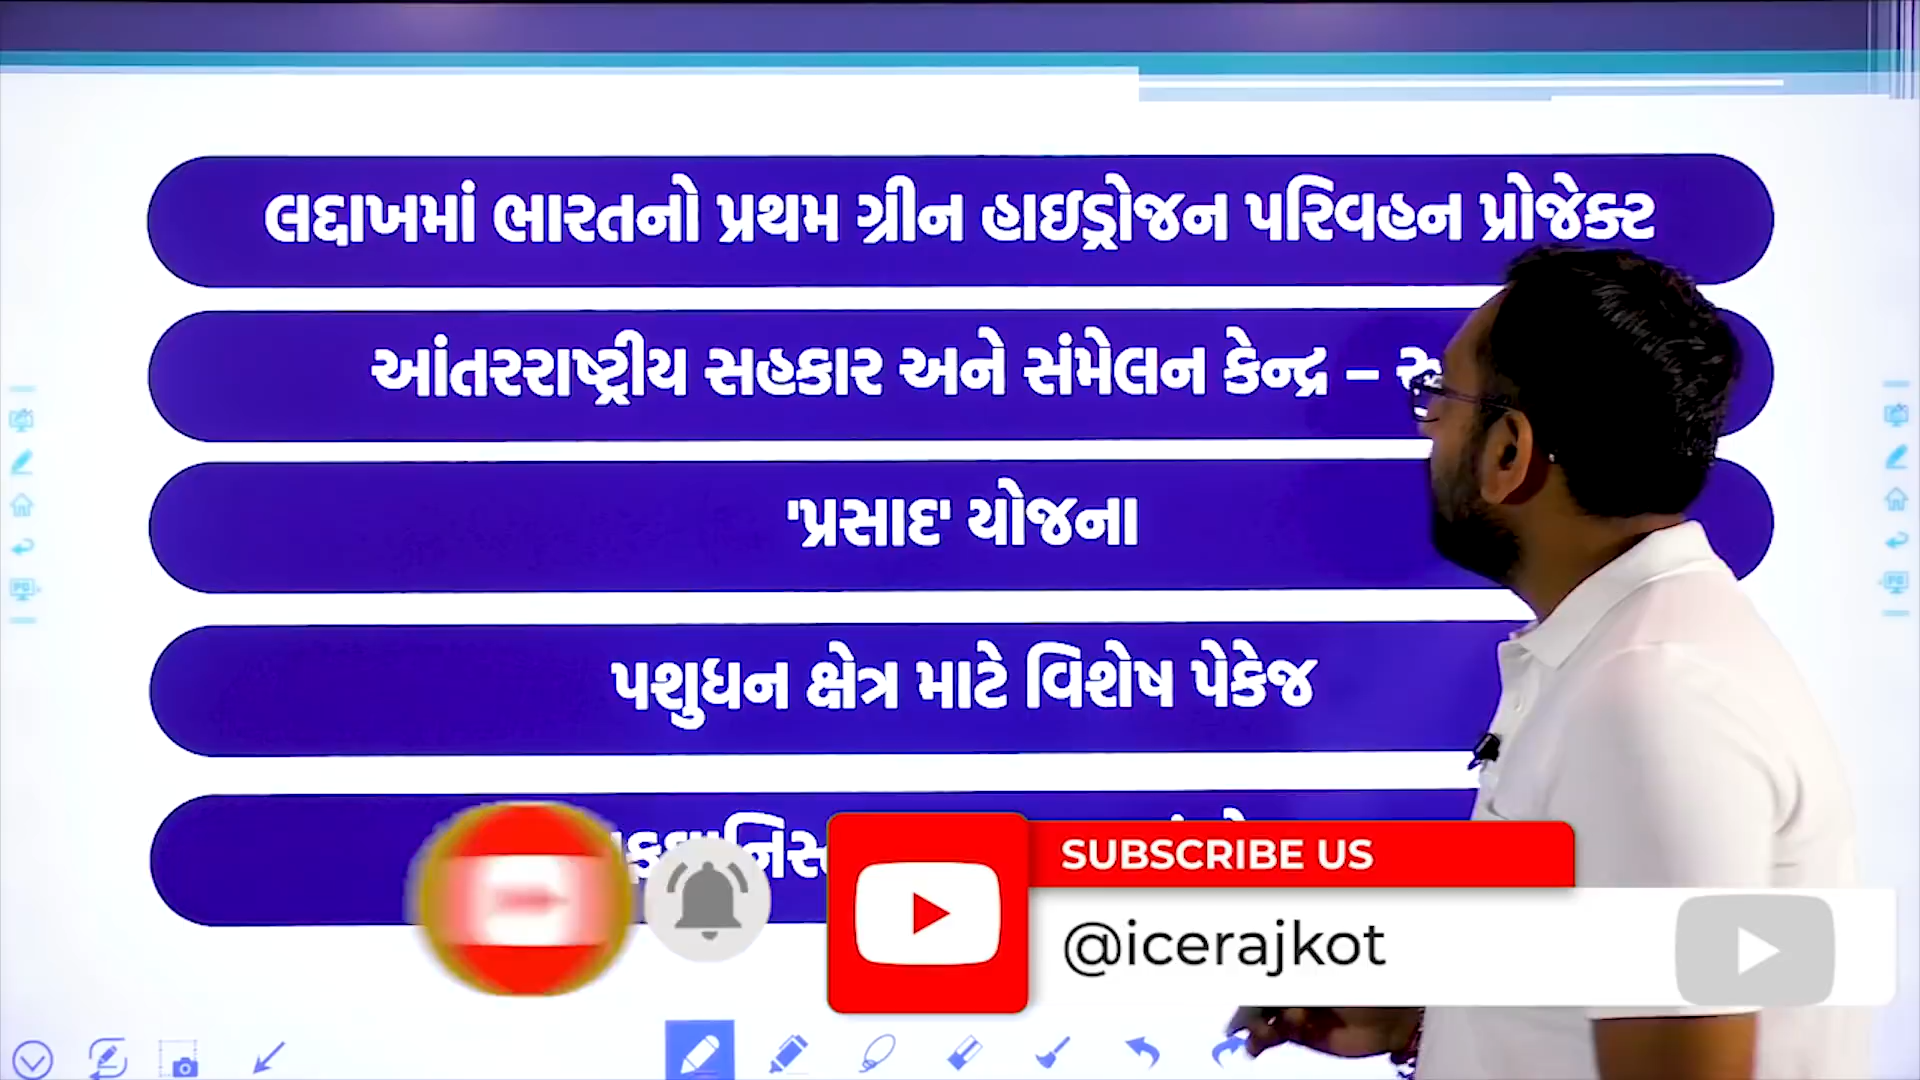 લદ્દાખમાં ભારતનો પ્રથમ ગ્રીન હાઇડ્રોજન પરિવહન પ્રોજેક્ટ
આંતરરાષ્ટ્રીય સહકાર અને સંમેલન કેન્દ્ર –
'પ્રસાદ' યોજના
પશુધન ક્ષેત્ર માટે વિશેષ પેકેજ
SUBSCRIBE US
@icerajkot